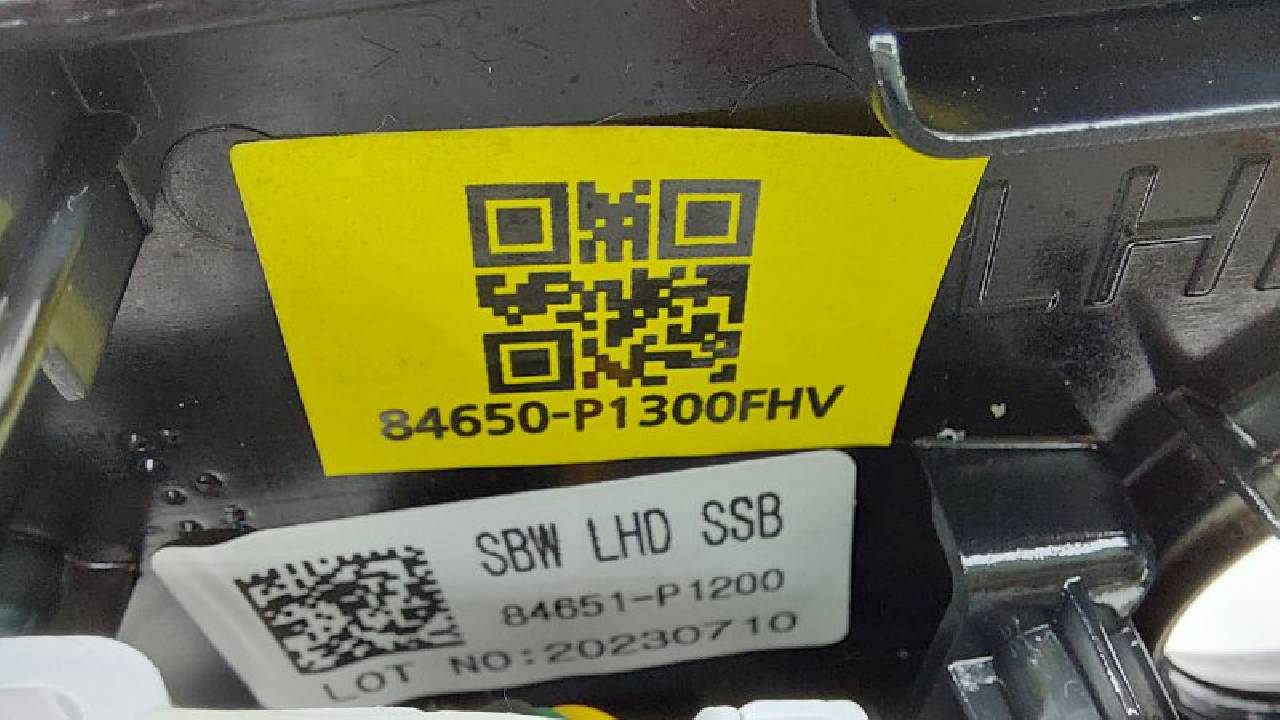 84650-P1300FHV
SBW LHD SSB
84651-P1200
LOT NO:20230710